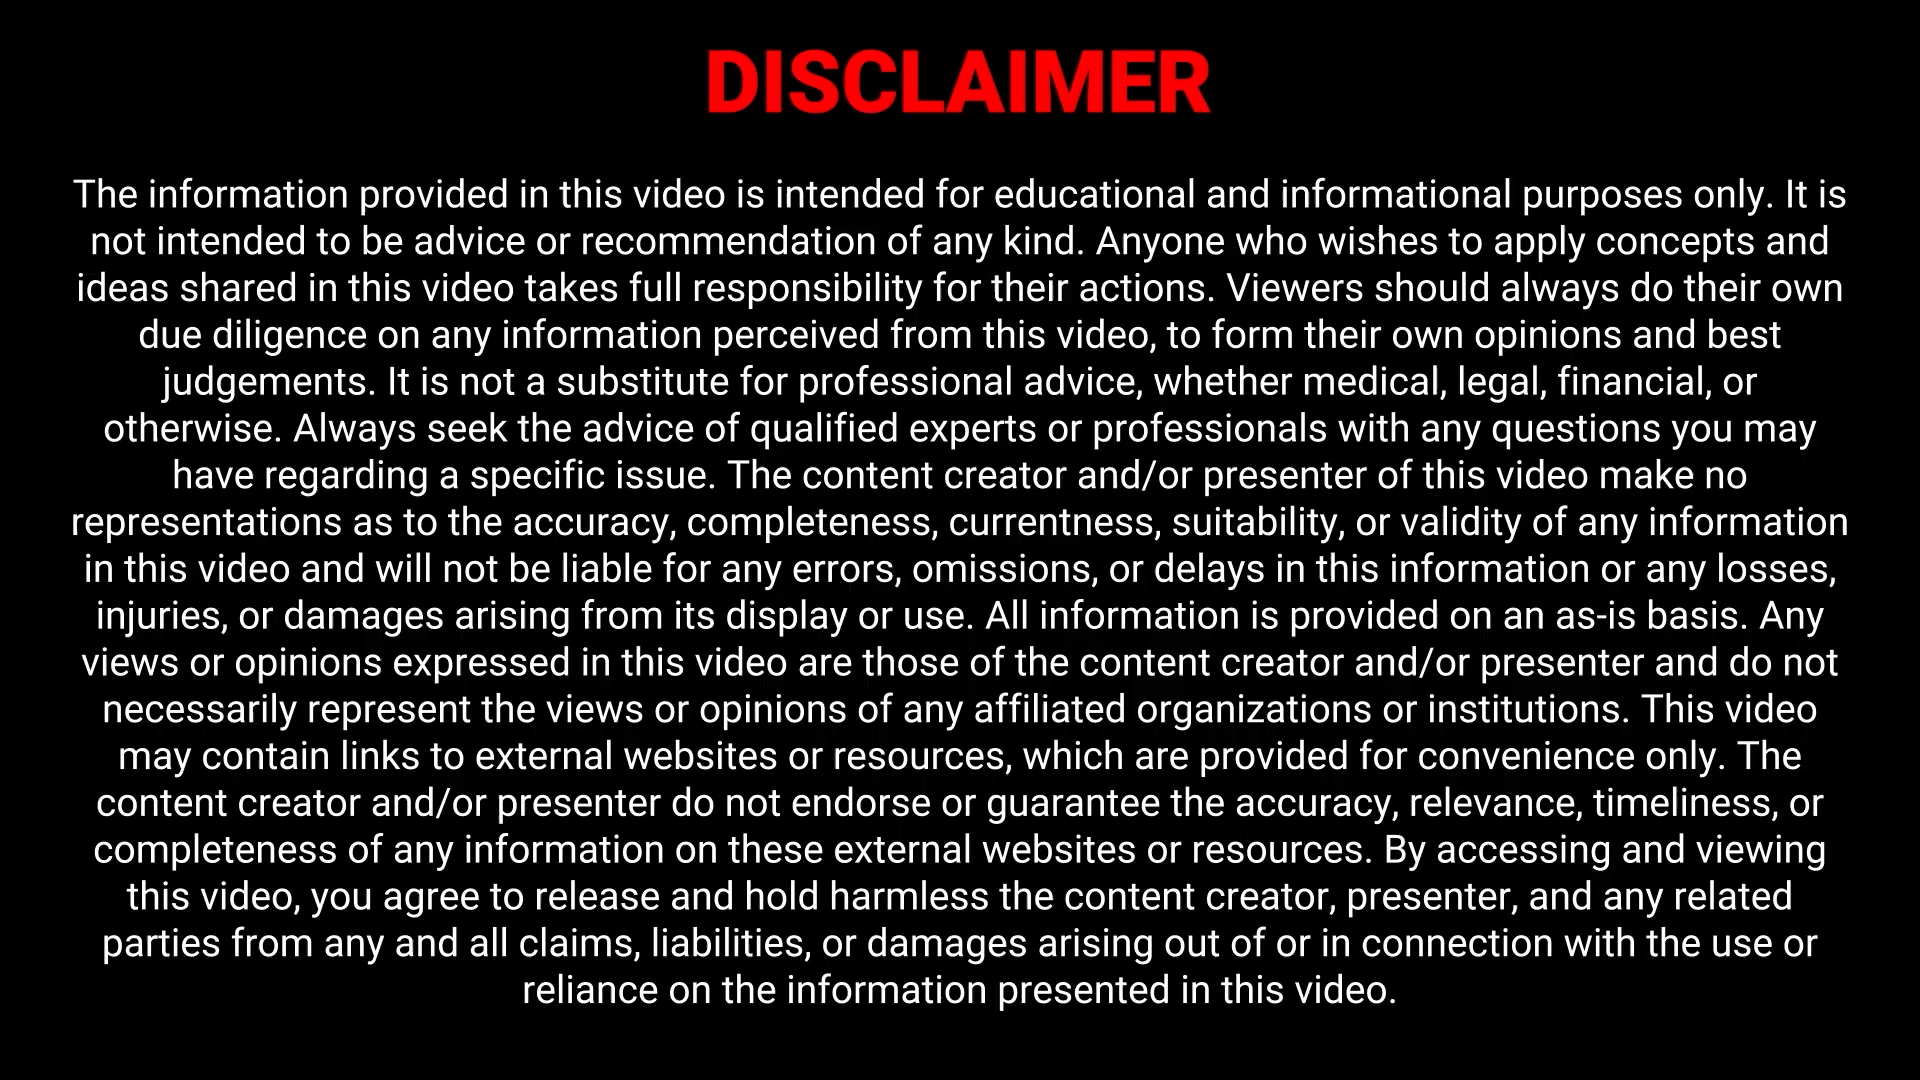 DISCLAIMER
The information provided in this video is intended for educational and informational purposes only. It is
not intended to be advice or recommendation of any kind. Anyone who wishes to apply concepts and
ideas shared in this video takes full responsibility for their actions. Viewers should always do their own
due diligence on any information perceived from this video, to form their own opinions and best
judgements. It is not a substitute for professional advice, whether medical, legal, financial, or
otherwise. Always seek the advice of qualified experts or professionals with any questions you may
have regarding a specific issue. The content creator and/or presenter of this video make no
representations as to the accuracy, completeness, currentness, suitability, or validity of any information
in this video and will not be liable for any errors, omissions, or delays in this information or any losses,
injuries, or damages arising from its display or use. All information is provided on an as-is basis. Any
views or opinions expressed in this video are those of the content creator and/or presenter and do not
necessarily represent the views or opinions of any affiliated organizations or institutions. This video
may contain links to external websites or resources, which are provided for convenience only. The
content creator and/or presenter do not endorse or guarantee the accuracy, relevance, timeliness, or
completeness of any information on these external websites or resources. By accessing and viewing
this video, you agree to release and hold harmless the content creator, presenter, and any related
parties from any and all claims, liabilities, or damages arising out of or in connection with the use or
reliance on the information presented in this video.